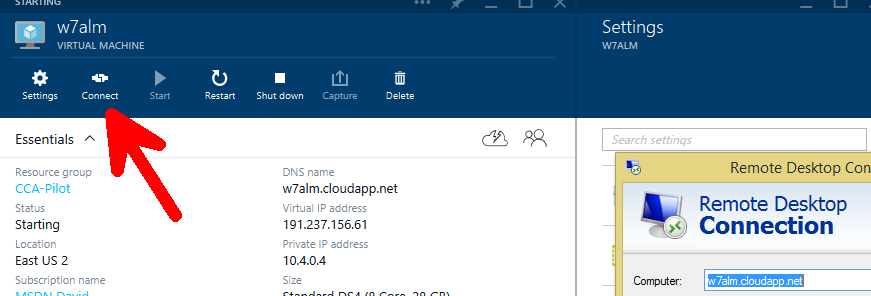 STARTING
w7alm
VIRTUAL MACHINE
Settings
Connect
Start
Restart
Shut down
Capture
Delete
Essentials
Resource group
CCA-Pilot
Status
Starting
Location
East US 2
Subscription name
MSDN David
DNS name
w7alm.cloudapp.net
Virtual IP address
191.237.156.61
Private IP address
10.4.0.4
Size
Standard DS4 (8 Core, 28 GB)
Settings
W7ALM
Search settings
Remote Desktop Con
Remote Desktop
Connection
Computer:
w7alm.cloudapp.net